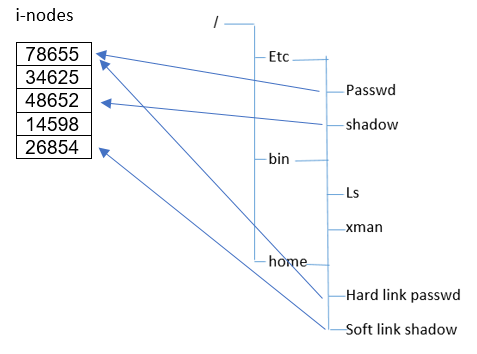 i-nodes
78655
34625
48652
14598
26854
/
Etc
Passwd
shadow
bin
Ls
xman
home
Hard link passwd
Soft link shadow